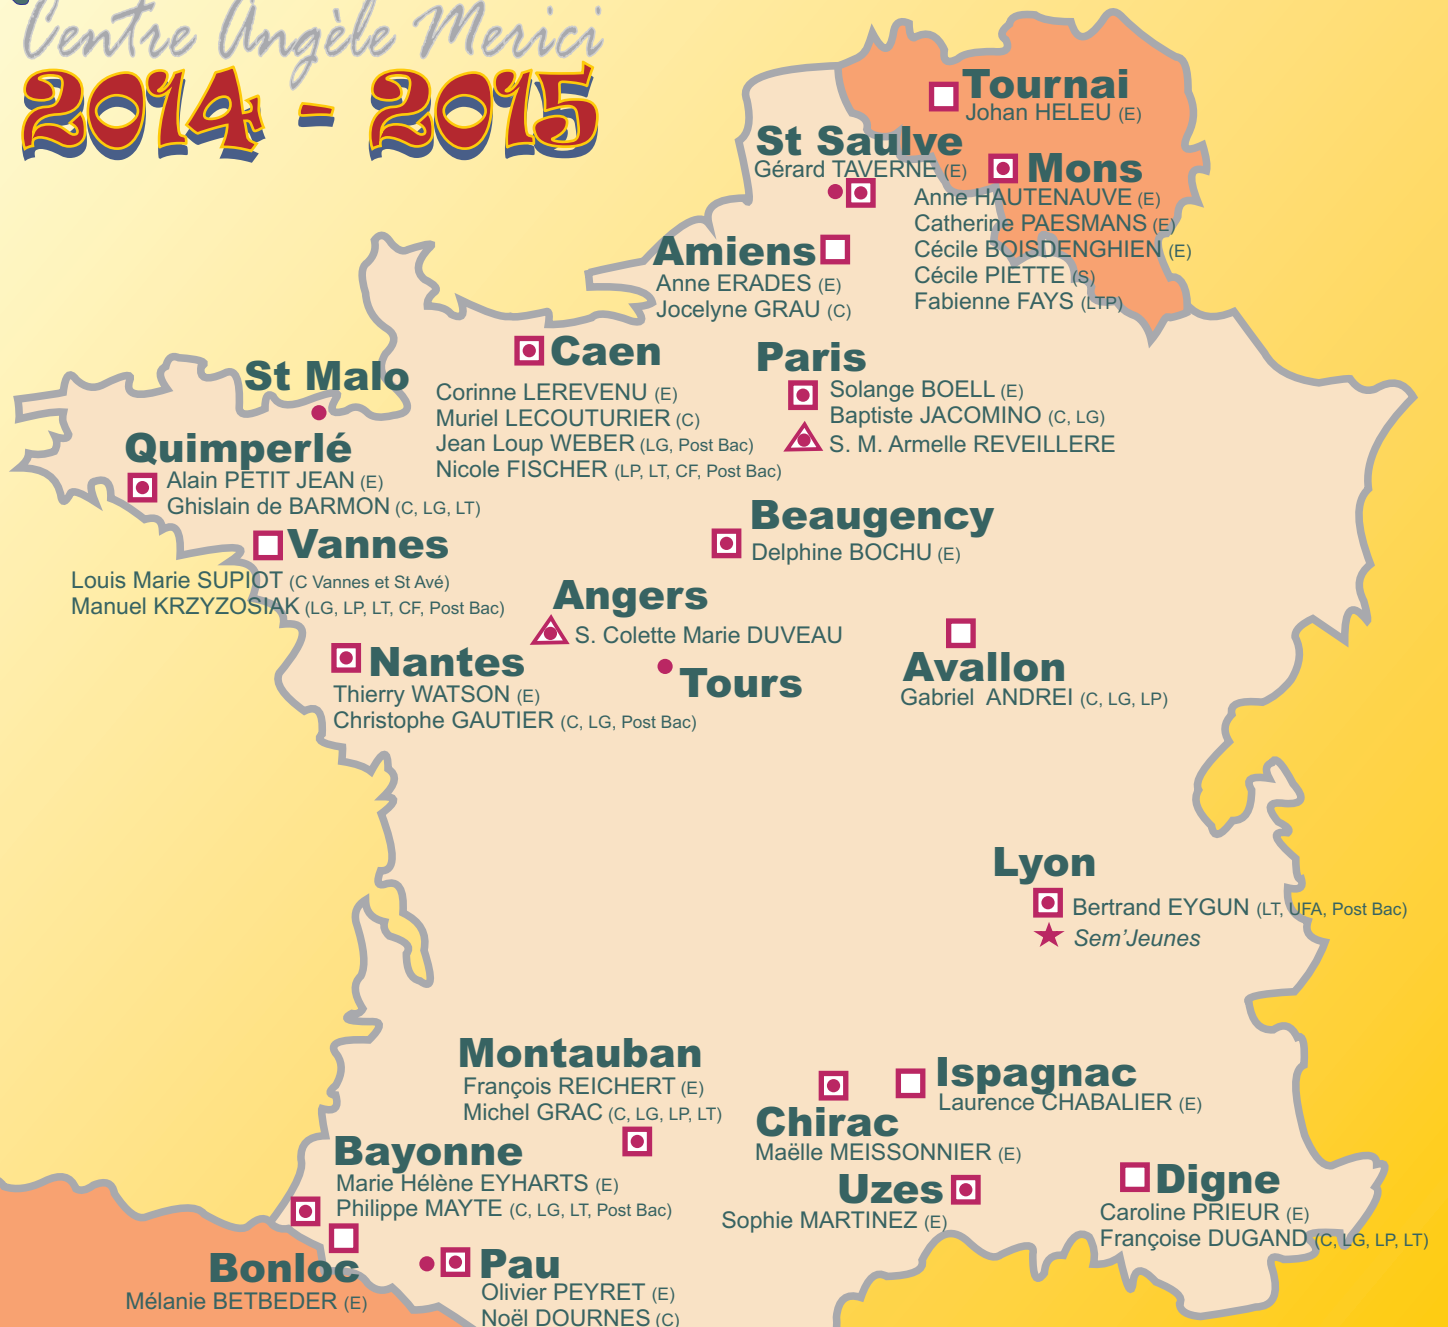 Centre Angèle Merici
2014 - 2015
Tournai
Johan HELEU (E)
St Saulve
Gérard TAVERNE (E)
Mons
Anne HAUTENAUVE (E)
Catherine PAESMANS (E)
Cécile BOISDENGHIEN (E)
Cécile PIETTE (S)
Fabienne FAYS (LTP)
Amiens
Anne ERADES (E)
Jocelyne GRAU (C)
Caen
Corinne LEREVENU (E)
Muriel LECOUTURIER (C)
Jean Loup WEBER (LG, Post Bac)
Nicole FISCHER (LP, LT, CF, Post Bac)
Paris
Solange BOELL (E)
Baptiste JACOMINO (C, LG)
S. M. Armelle REVEILLERE
St Malo
Quimperlé
Alain PETIT JEAN (E)
Ghislain de BARMON (C, LG, LT)
Vannes
Louis Marie SUPIOT (C Vannes et St Avé)
Manuel KRZYZOSIAK (LG, LP, LT, CF, Post Bac)
Beaugency
Delphine BOCHU (E)
Angers
S. Colette Marie DUVEAU
Nantes
Thierry WATSON (E)
Christophe GAUTIER (C, LG, Post Bac)
Tours
Avallon
Gabriel ANDREI (C, LG, LP)
Lyon
Bertrand EYGUN (LT, UFA, Post Bac)
Sem'Jeunes
Montauban
François REICHERT (E)
Michel GRAC (C, LG, LP, LT)
Ispagnac
Laurence CHABALIER (E)
Chirac
Maëlle MEISSONNIER (E)
Bayonne
Marie Hélène EYHARTS (E)
Philippe MAYTE (C, LG, LT, Post Bac)
Uzes
Sophie MARTINEZ (E)
Digne
Caroline PRIEUR (E)
Françoise DUGAND (C, LG, LP, LT)
Bonloc
Mélanie BETBEDER (E)
Pau
Olivier PEYRET (E)
Noël DOURNES (C)